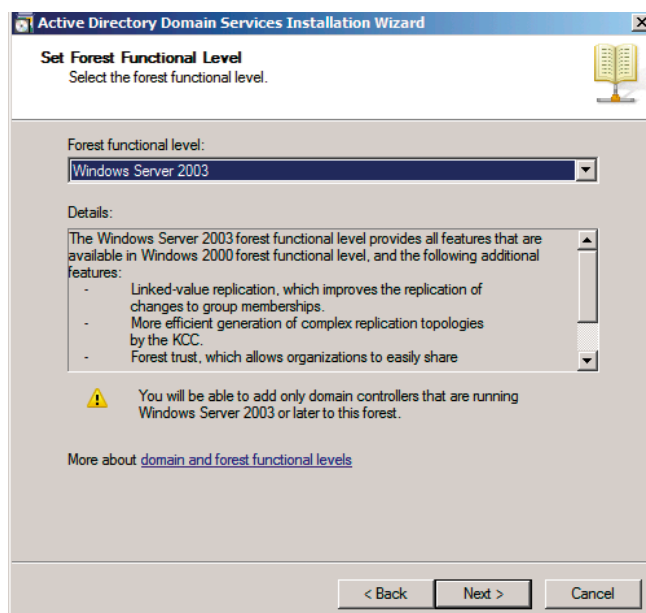 Active Directory Domain Services Installation Wizard
Set Forest Functional Level
Select the forest functional level.
Forest functional level:
Windows Server 2003
Details:
The Windows Server 2003 forest functional level provides all features that are
available in Windows 2000 forest functional level, and the following additional
features:
- Linked-value replication, which improves the replication of
changes to group memberships.
- More efficient generation of complex replication topologies
by the KCC.
- Forest trust, which allows organizations to easily share
You will be able to add only domain controllers that are running
Windows Server 2003 or later to this forest.
More about domain and forest functional levels
< Back Next > Cancel